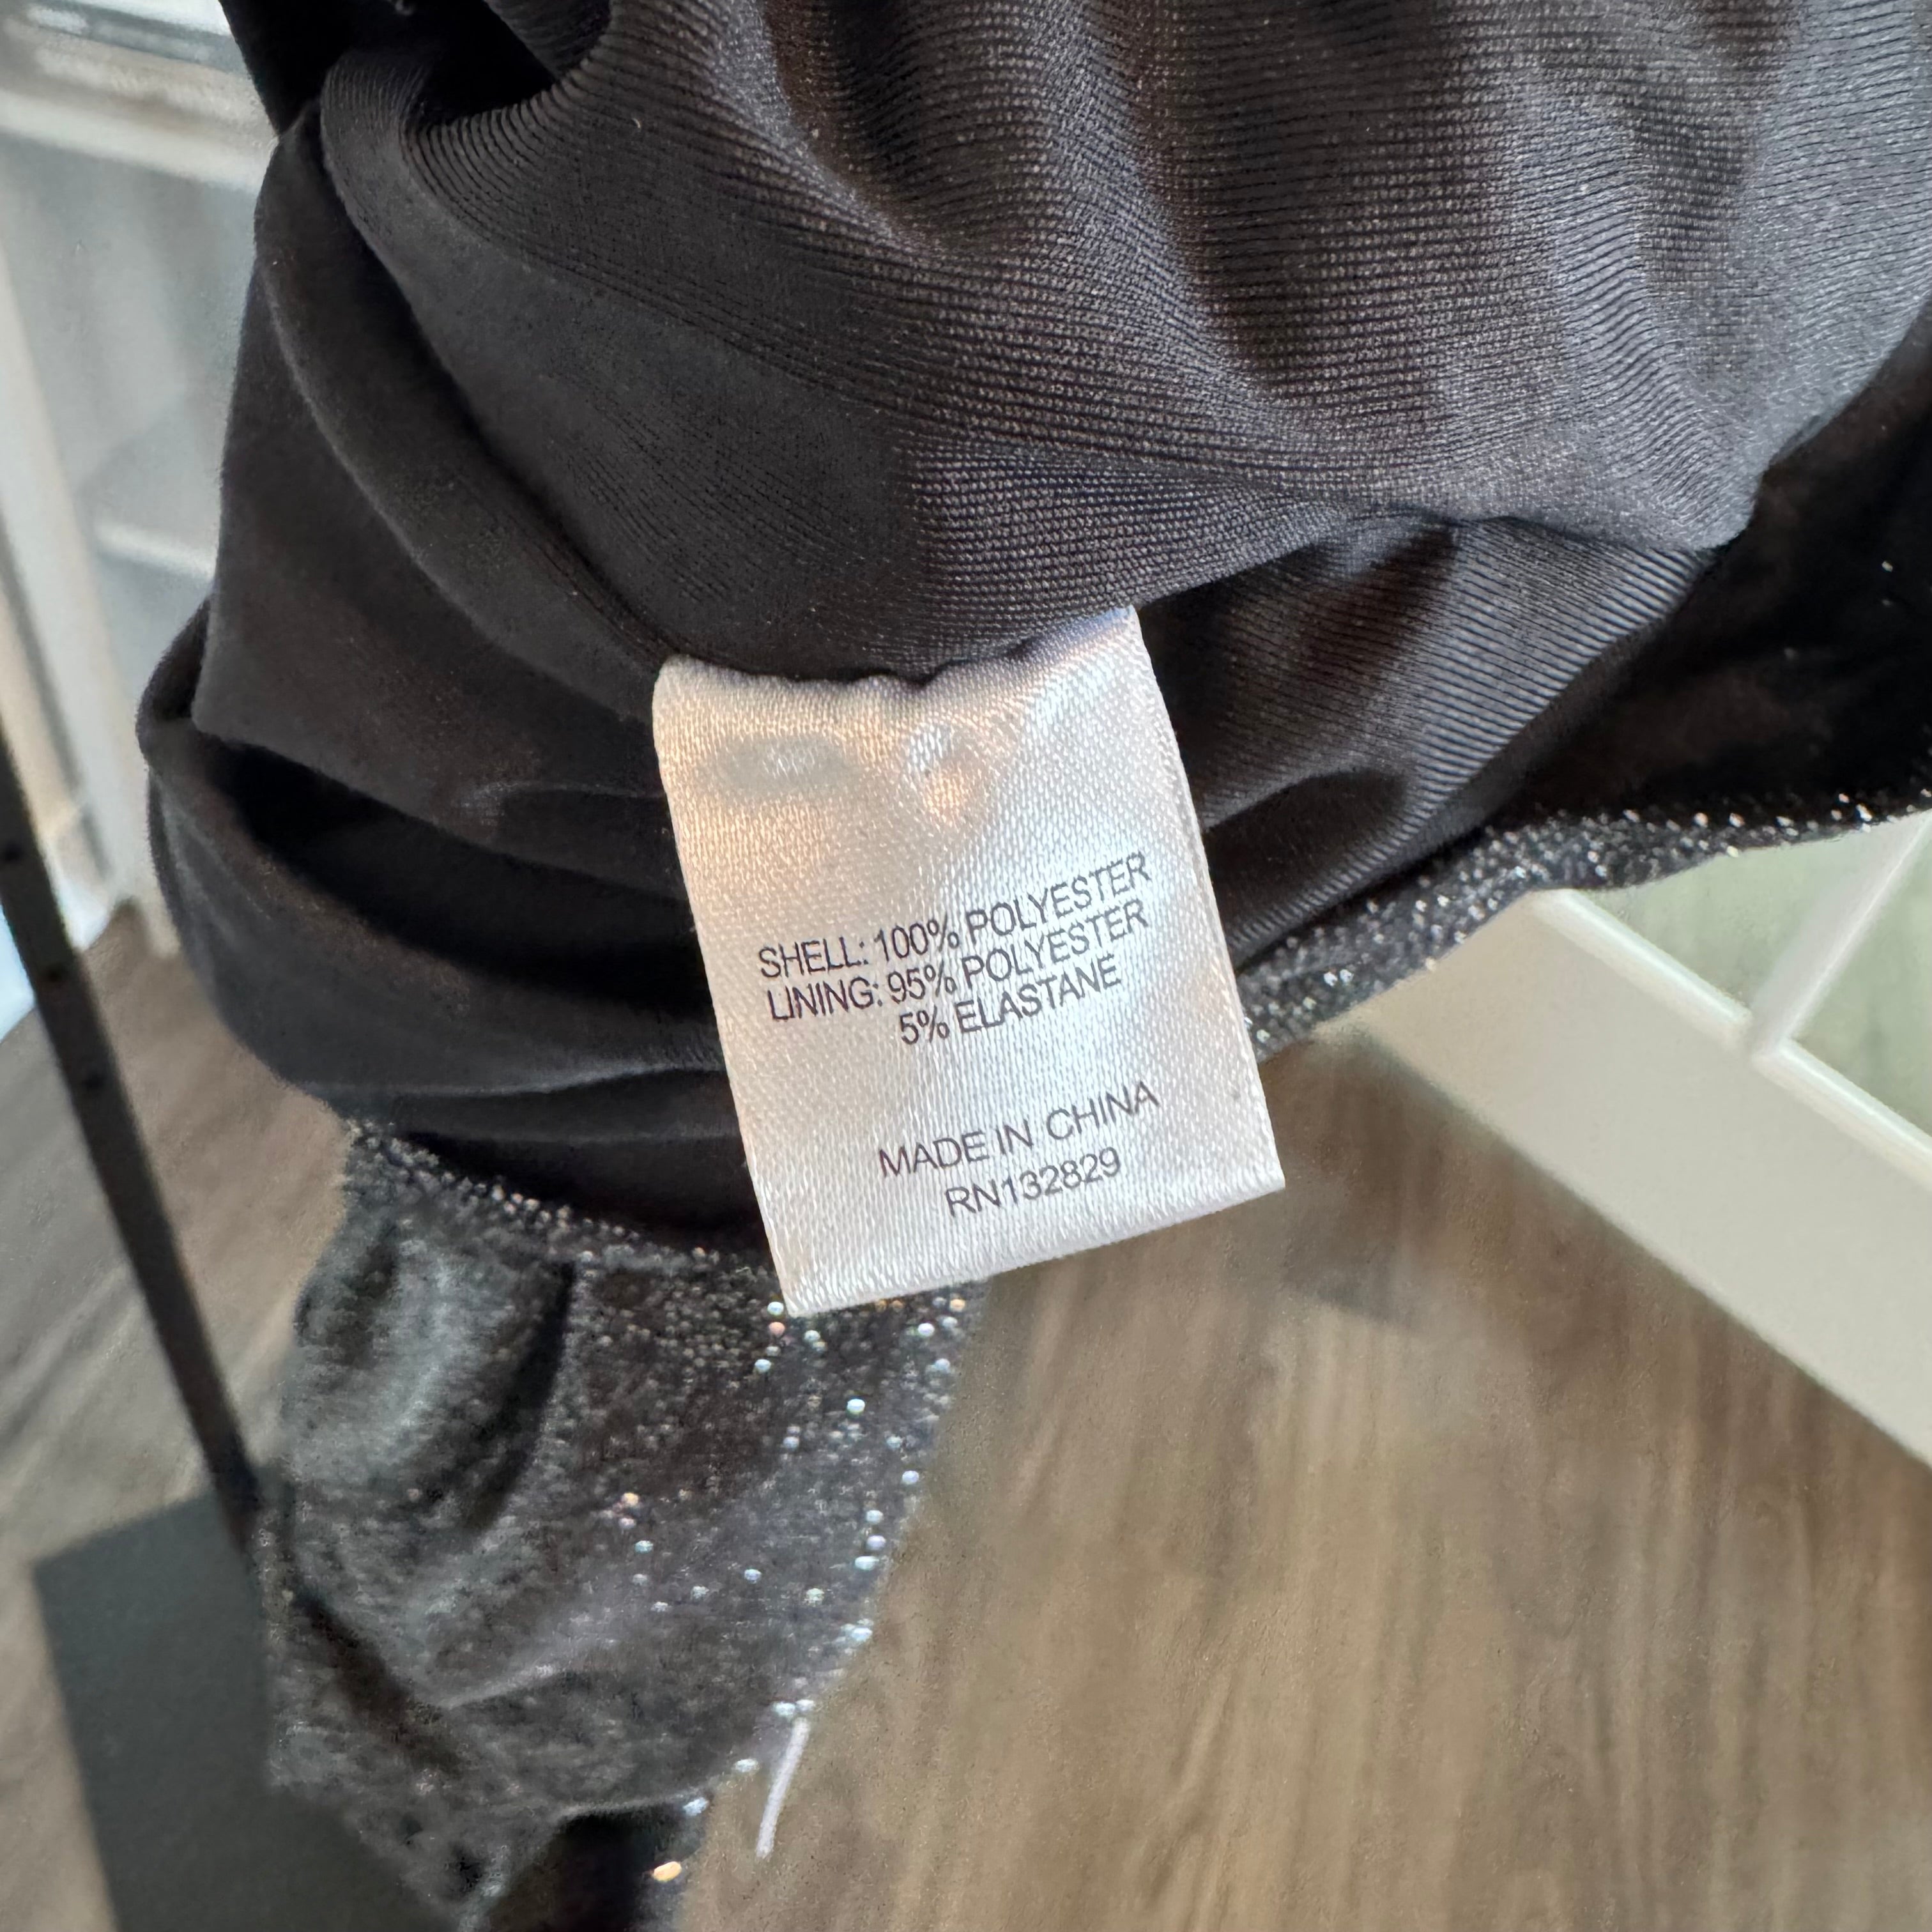 SHELL: 100% POLYESTER
LINING: 95% POLYESTER
5% ELASTANE
MADE IN CHINA
RN132829